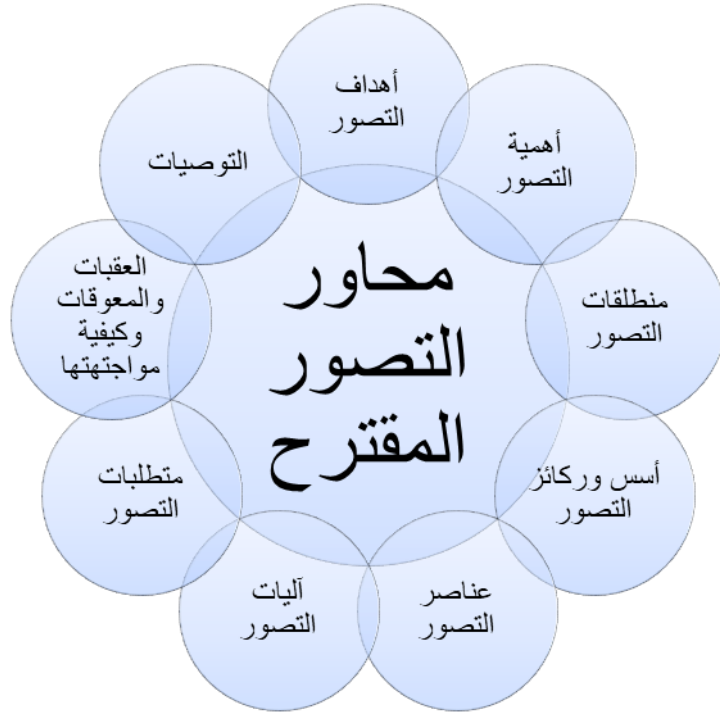 محاور
التصور
المقترح
أهداف
التصور
أهمية
التصور
منطلقات
التصور
أسس وركائز
التصور
عناصر
التصور
آليات
التصور
متطلبات
التصور
العقبات
والمعوقات
وكيفية
مواجتهتها
التوصيات